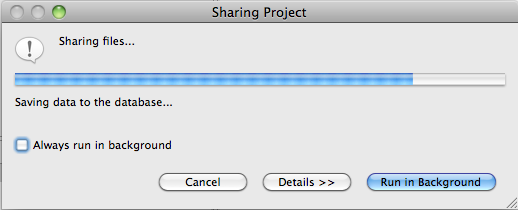 Sharing Project
Sharing files...
Saving data to the database...
Always run in background
Cancel
Details >>
Run in Background